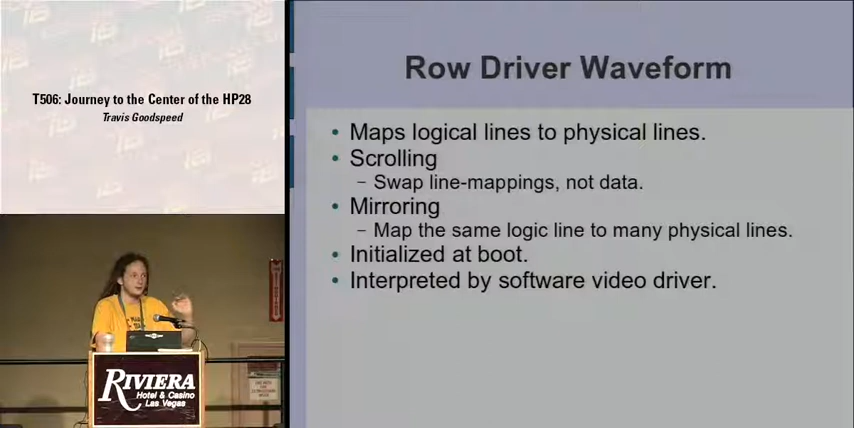 T506: Journey to the Center of the HP28
Travis Goodspeed
Row Driver Waveform
• Maps logical lines to physical lines.
• Scrolling
– Swap line-mappings, not data.
• Mirroring
– Map the same logic line to many physical lines.
• Initialized at boot.
• Interpreted by software video driver.
RIVIERA
Hotel & Casino
Las Vegas